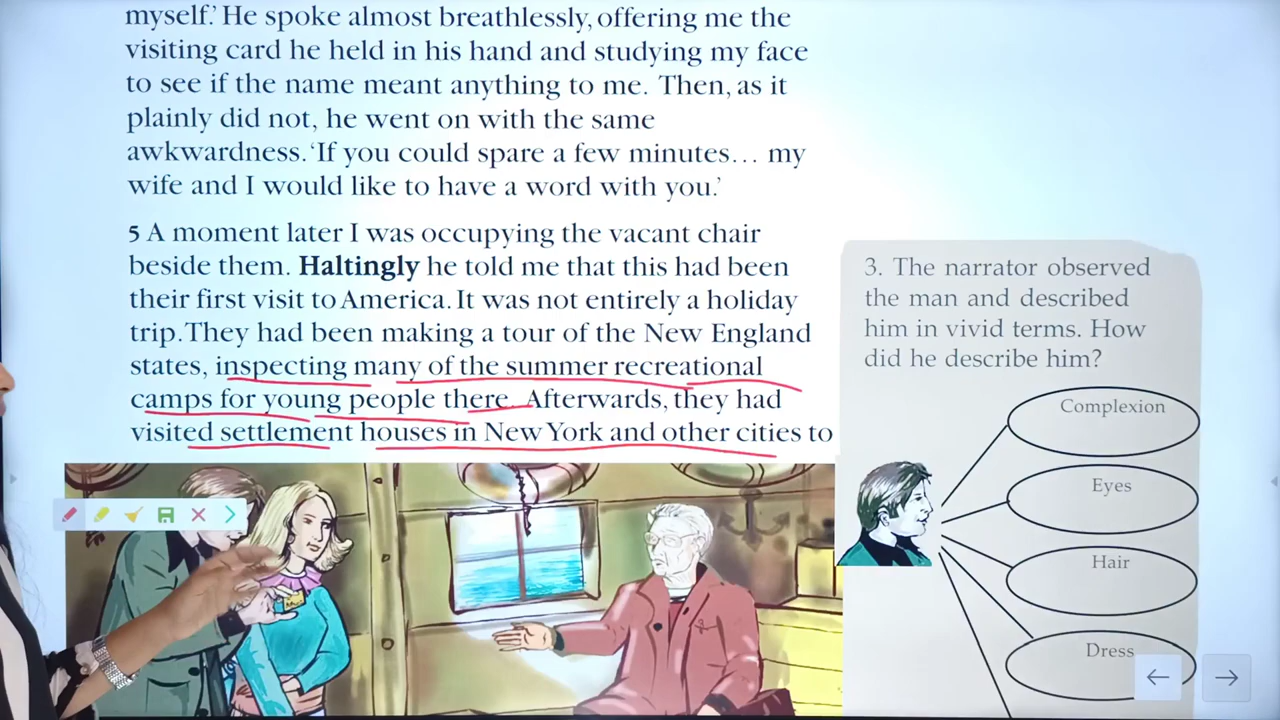 myself.' He spoke almost breathlessly, offering me the
visiting card he held in his hand and studying my face
to see if the name meant anything to me. Then, as it
plainly did not, he went on with the same
awkwardness. 'If you could spare a few minutes... my
wife and I would like to have a word with you.'
5 A moment later I was occupying the vacant chair
beside them. Haltingly he told me that this had been
their first visit to America. It was not entirely a holiday
trip. They had been making a tour of the New England
states, inspecting many of the summer recreational
camps for young people there. Afterwards, they had
visited settlement houses in New York and other cities to
3. The narrator observed
the man and described
him in vivid terms. How
did he describe him?
Complexion
Eyes
Hair
Dress